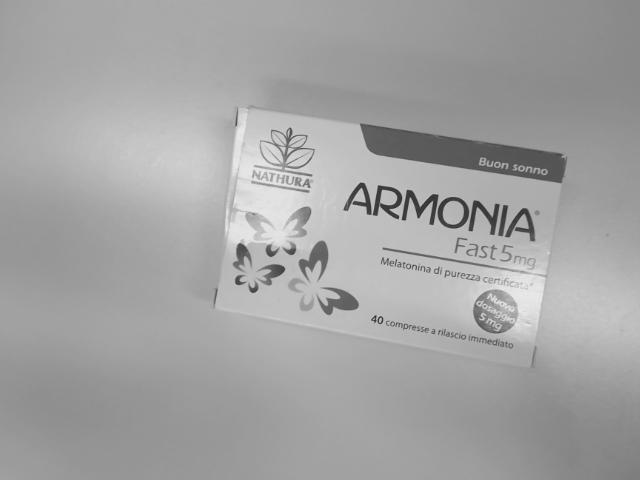 NATHURA®
Buon sonno
ARMONIA®
Fast 5mg
Melatonina di purezza certificata*
Nuovo
dosaggio
5 mg
40 compresse a rilascio immediato